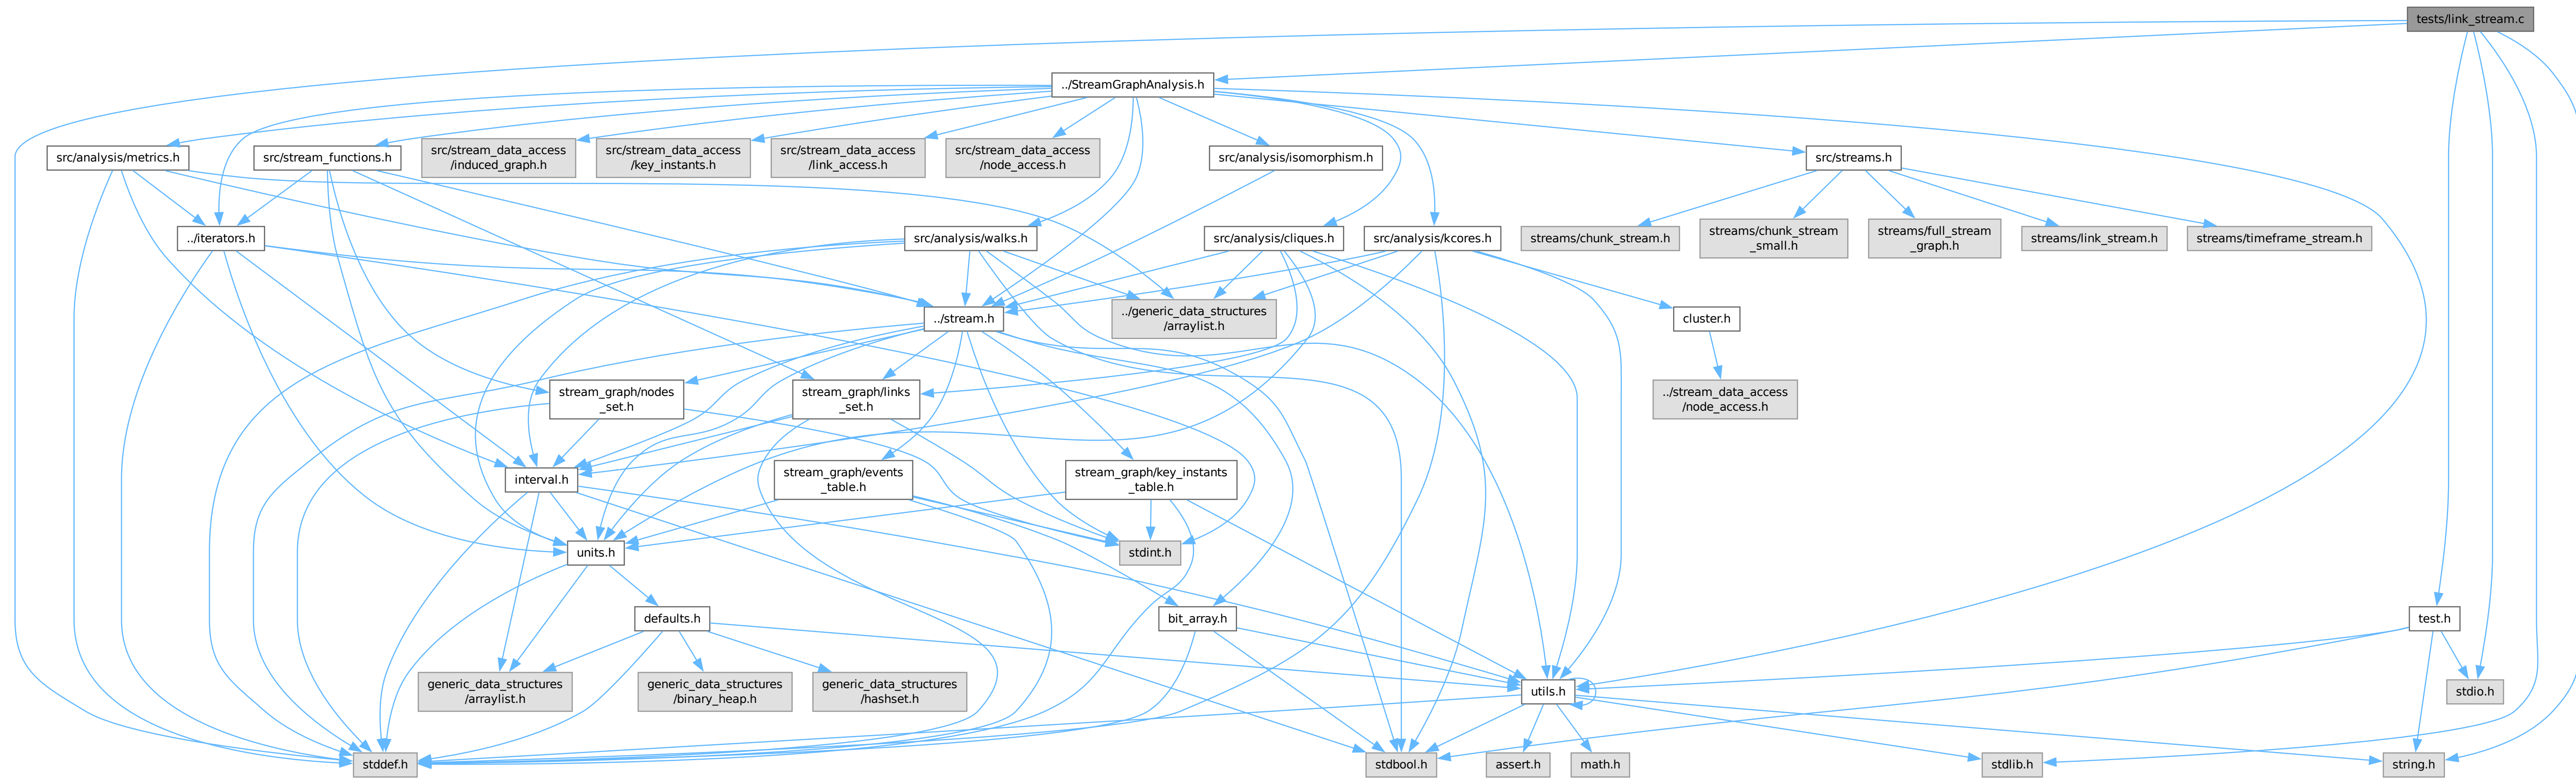 tests/link_stream.c
../StreamGraphAnalysis.h
src/analysis/metrics.h
src/stream_functions.h
src/stream_data_access
/induced_graph.h
src/stream_data_access
/key_instants.h
src/stream_data_access
/link_access.h
src/stream_data_access
/node_access.h
src/analysis/isomorphism.h
src/streams.h
../iterators.h
src/analysis/walks.h
src/analysis/cliques.h
src/analysis/kcores.h
streams/chunk_stream.h
streams/chunk_stream
_small.h
streams/full_stream
_graph.h
streams/link_stream.h
streams/timeframe_stream.h
../stream.h
../generic_data_structures
/arraylist.h
cluster.h
stream_graph/nodes
_set.h
stream_graph/links
_set.h
../stream_data_access
/node_access.h
interval.h
stream_graph/events
_table.h
stream_graph/key_instants
_table.h
units.h
stdint.h
defaults.h
bit_array.h
test.h
generic_data_structures
/arraylist.h
generic_data_structures
/binary_heap.h
generic_data_structures
/hashset.h
utils.h
stdio.h
stddef.h
stdbool.h
assert.h
math.h
stdlib.h
string.h